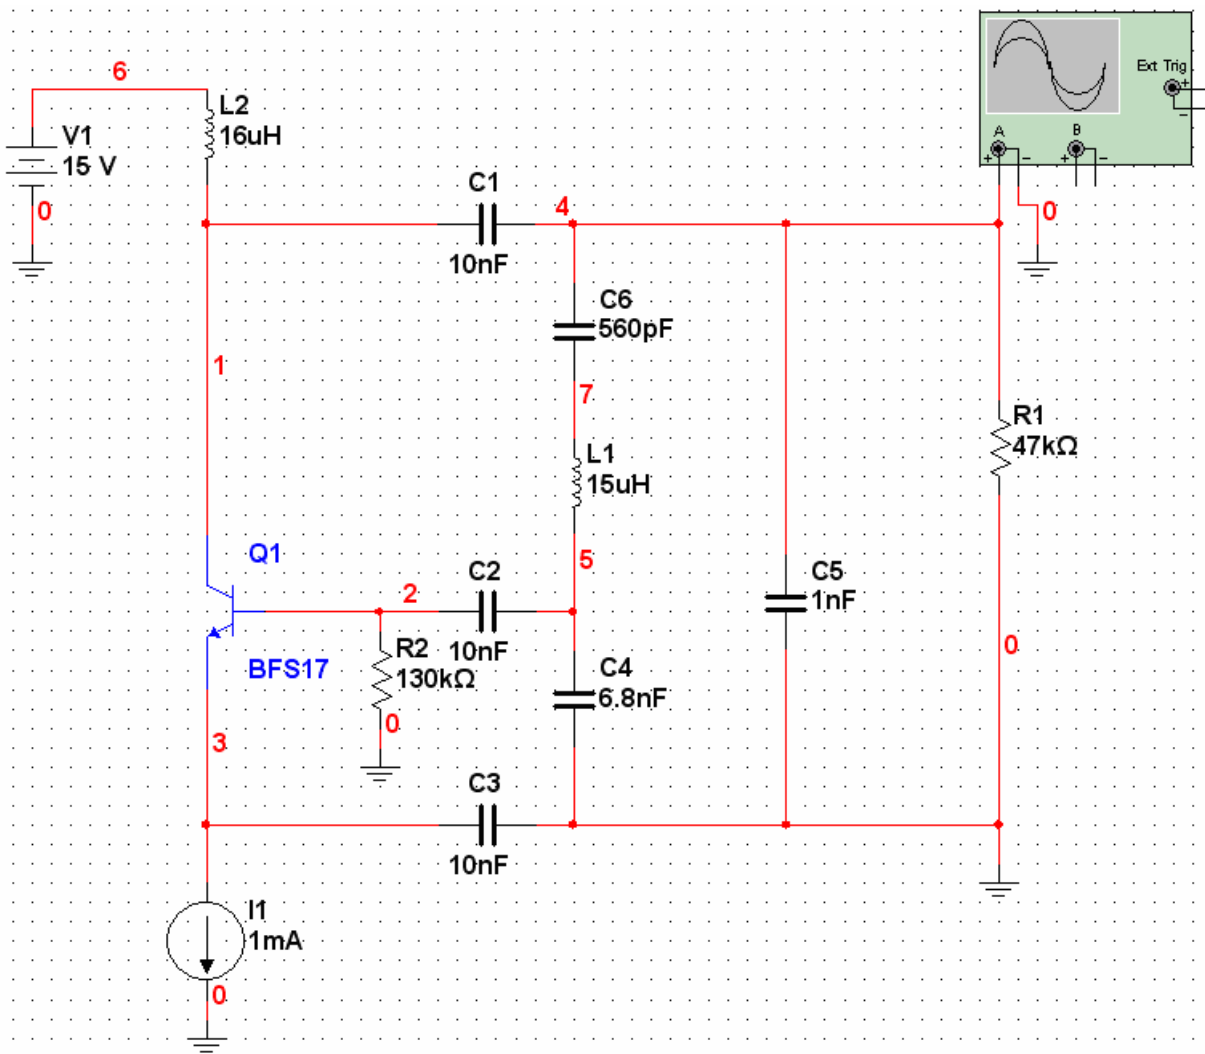 6
L2
16uH
V1
15 V
0
C1
10nF
4
Ext Trig
+
−
A
B
+
−
+
−
0
C6
560pF
1
7
R1
47kΩ
L1
15uH
Q1
5
2
C2
10nF
C5
1nF
R2
130kΩ
0
BFS17
C4
6.8nF
0
3
C3
10nF
I1
1mA
0